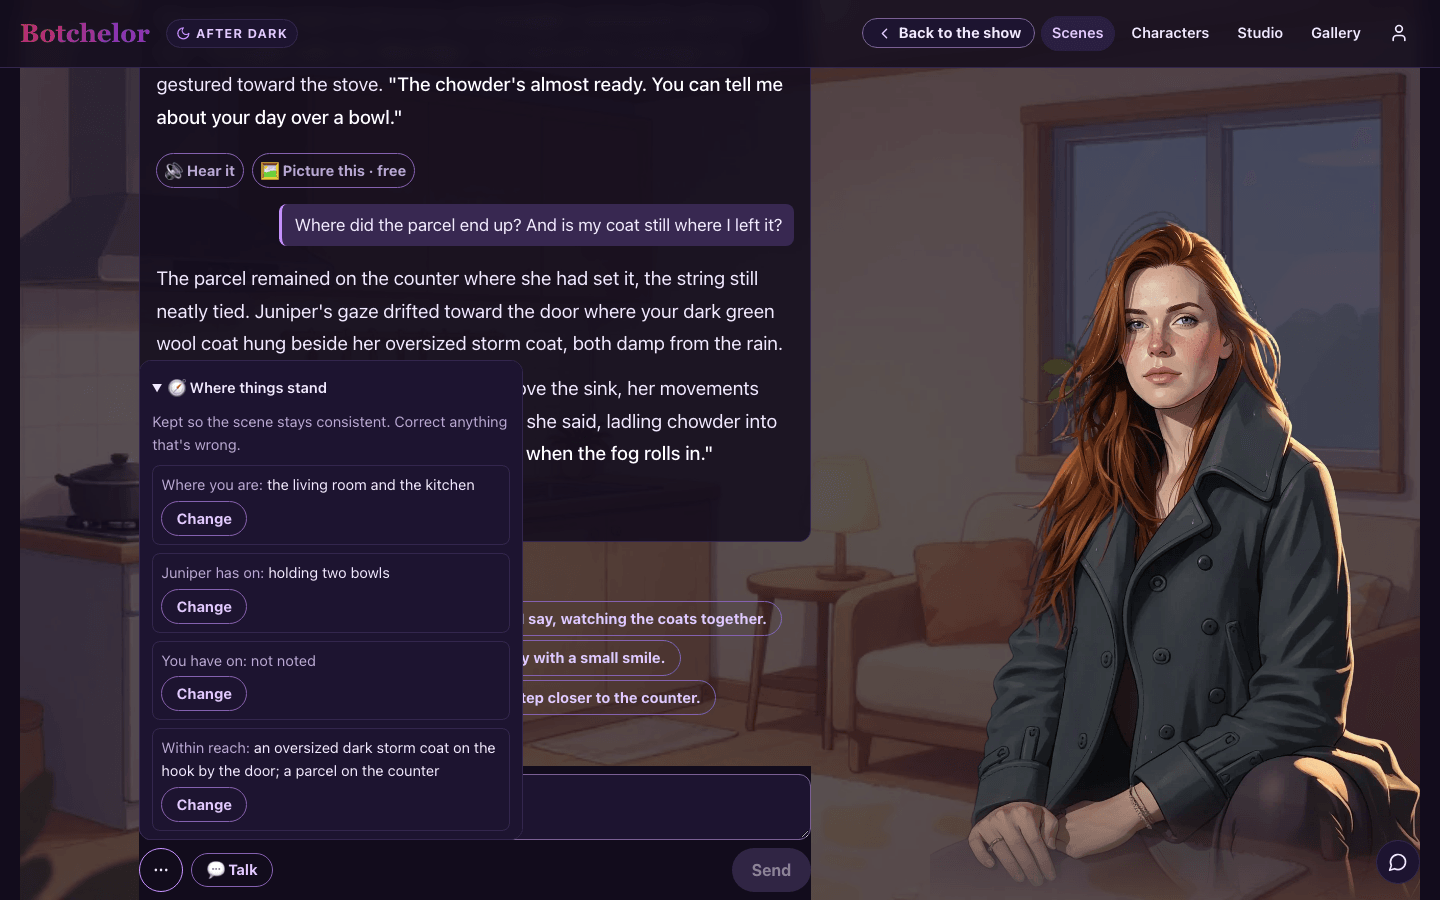 Botchelor
AFTER DARK
Back to the show
Scenes
Characters
Studio
Gallery
gestured toward the stove. "The chowder's almost ready. You can tell me
about your day over a bowl."
Hear it
Picture this · free
Where did the parcel end up? And is my coat still where I left it?
The parcel remained on the counter where she had set it, the string still
neatly tied. Juniper's gaze drifted toward the door where your dark green
wool coat hung beside her oversized storm coat, both damp from the rain.
the sink, her movements
she said, ladling chowder into
when the fog rolls in."
Where things stand
Kept so the scene stays consistent. Correct anything
that's wrong.
Where you are: the living room and the kitchen
Change
Juniper has on: holding two bowls
Change
You have on: not noted
Change
Within reach: an oversized dark storm coat on the
hook by the door; a parcel on the counter
Change
say, watching the coats together.
with a small smile.
closer to the counter.
Talk
Send